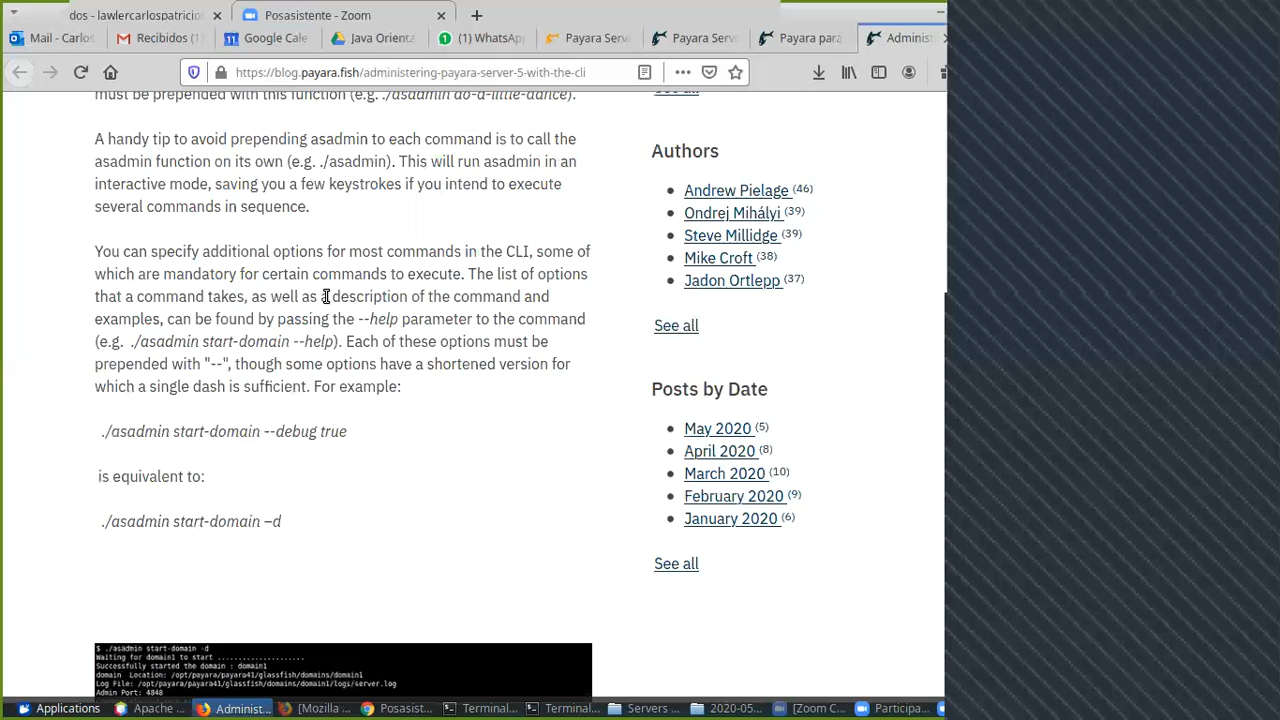 dos - lawlercarlospatricio
Posasistente - Zoom
Mail - Carlos
Recibidos (1)
Google Cale
Java Orienta
(1) WhatsAp
Payara Serv
Payara Serv
Payara para
Administ
https://blog.payara.fish/administering-payara-server-5-with-the-cli
must be prepended with this function (e.g. ./asadmin do-a-little-dance).
A handy tip to avoid prepending asadmin to each command is to call the
asadmin function on its own (e.g. ./asadmin). This will run asadmin in an
interactive mode, saving you a few keystrokes if you intend to execute
several commands in sequence.
You can specify additional options for most commands in the CLI, some of
which are mandatory for certain commands to execute. The list of options
that a command takes, as well as a description of the command and
examples, can be found by passing the --help parameter to the command
(e.g. ./asadmin start-domain --help). Each of these options must be
prepended with "--", though some options have a shortened version for
which a single dash is sufficient. For example:
./asadmin start-domain --debug true
is equivalent to:
./asadmin start-domain –d
$ ./asadmin start-domain -d
Waiting for domain1 to start .....................
Successfully started the domain : domain1
domain Location: /opt/payara/payara41/glassfish/domains/domain1
Log File: /opt/payara/payara41/glassfish/domains/domain1/logs/server.log
Admin Port: 4848
See all
Authors
Andrew Pielage (46)
Ondrej Mihályi (39)
Steve Millidge (39)
Mike Croft (38)
Jadon Ortlepp (37)
See all
Posts by Date
May 2020 (5)
April 2020 (8)
March 2020 (10)
February 2020 (9)
January 2020 (6)
See all
Applications
Apache ...
Administ...
[Mozilla ...
Posasist...
Terminal...
Terminal...
Servers ...
2020-05...
[Zoom C...
Participa...